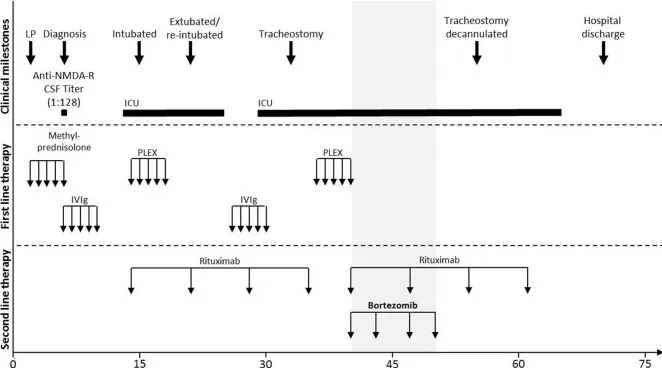 Clinical milestones
LP
Diagnosis
Intubated
Extubated/
re-intubated
Tracheostomy
Tracheostomy
decannulated
Hospital
discharge
Anti-NMDA-R
CSF Titer
(1:128)
ICU
ICU
First line therapy
Methyl-
prednisolone
PLEX
PLEX
IVIg
IVIg
Second line therapy
Rituximab
Rituximab
Bortezomib
0 15 30 45 60 75